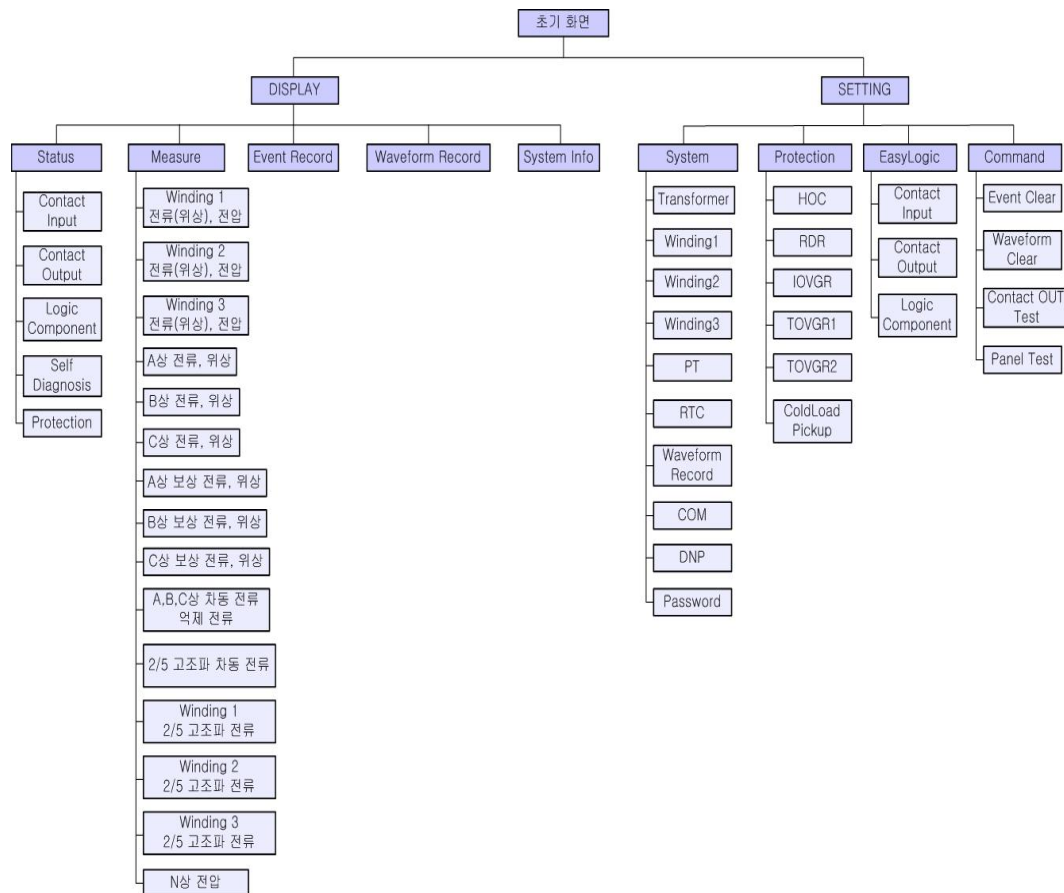 초기 화면
DISPLAY
SETTING
Status
Measure
Event Record
Waveform Record
System Info
System
Protection
EasyLogic
Command
Contact
Input
Contact
Output
Logic
Component
Self
Diagnosis
Protection
Winding 1
전류(위상), 전압
Winding 2
전류(위상), 전압
Winding 3
전류(위상), 전압
A상 전류, 위상
B상 전류, 위상
C상 전류, 위상
A상 보상 전류, 위상
B상 보상 전류, 위상
C상 보상 전류, 위상
A,B,C상 차동 전류
억제 전류
2/5 고조파 차동 전류
Winding 1
2/5 고조파 전류
Winding 2
2/5 고조파 전류
Winding 3
2/5 고조파 전류
N상 전압
Transformer
Winding1
Winding2
Winding3
PT
RTC
Waveform
Record
COM
DNP
Password
HOC
RDR
IOVGR
TOVGR1
TOVGR2
ColdLoad
Pickup
Contact
Input
Contact
Output
Logic
Component
Event Clear
Waveform
Clear
Contact OUT
Test
Panel Test